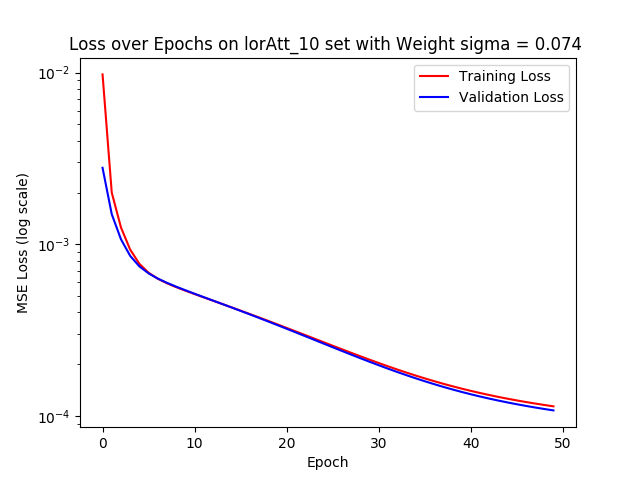 Loss over Epochs on lorAtt_10 set with Weight sigma = 0.074
Training Loss
Validation Loss
MSE Loss (log scale)
10⁻²
10⁻³
10⁻⁴
0 10 20 30 40 50
Epoch